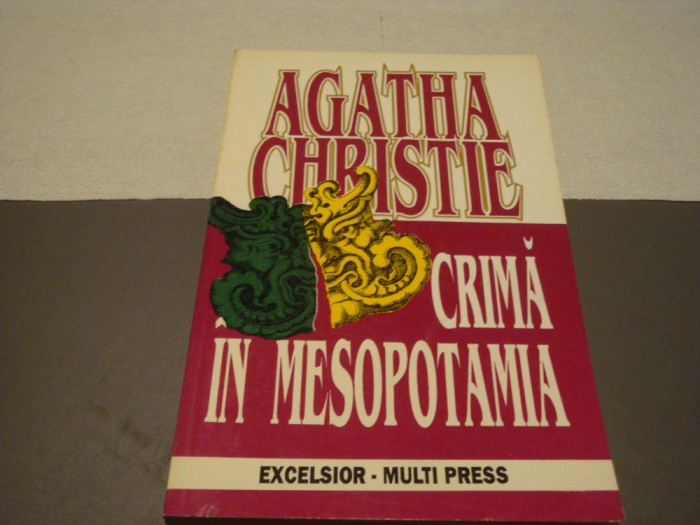 AGATHA
CHRISTIE
CRIMĂ
ÎN MESOPOTAMIA
EXCELSIOR - MULTI PRESS